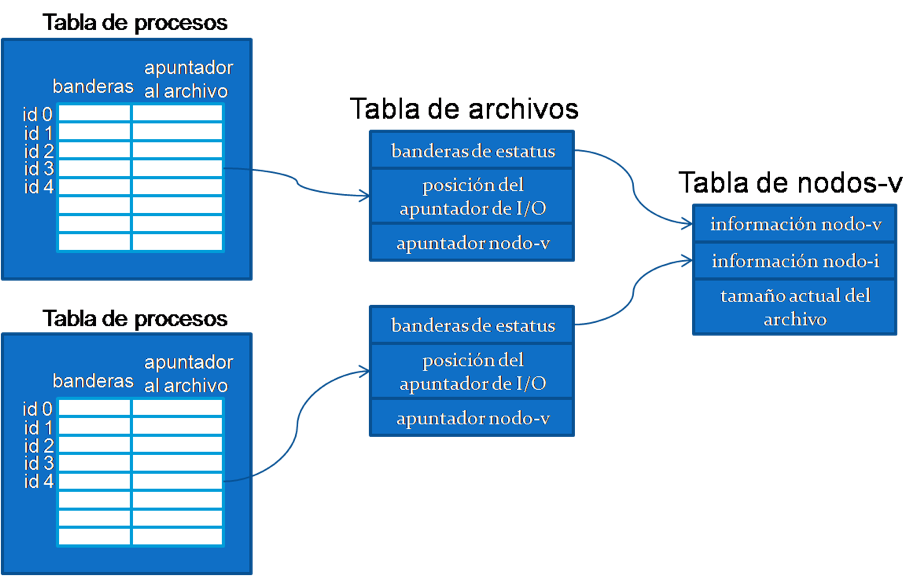 Tabla de procesos
banderas
apuntador
al archivo
id 0
id 1
id 2
id 3
id 4
Tabla de archivos
banderas de estatus
posición del
apuntador de I/O
apuntador nodo-v
Tabla de nodos-v
información nodo-v
información nodo-i
tamaño actual del
archivo
Tabla de procesos
banderas
apuntador
al archivo
id 0
id 1
id 2
id 3
id 4
banderas de estatus
posición del
apuntador de I/O
apuntador nodo-v